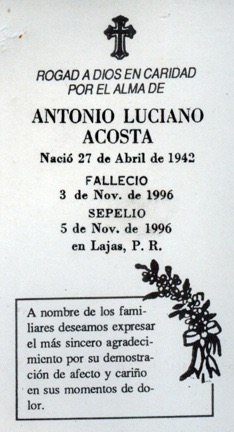 ROGAD A DIOS EN CARIDAD
POR EL ALMA DE
ANTONIO LUCIANO
ACOSTA
Nació 27 de Abril de 1942
FALLECIO
3 de Nov. de 1996
SEPELIO
5 de Nov. de 1996
en Lajas, P. R.
A nombre de los fami-
liares deseamos expresar
el más sincero agradeci-
miento por su demostra-
ción de afecto y cariño
en sus momentos de do-
lor.